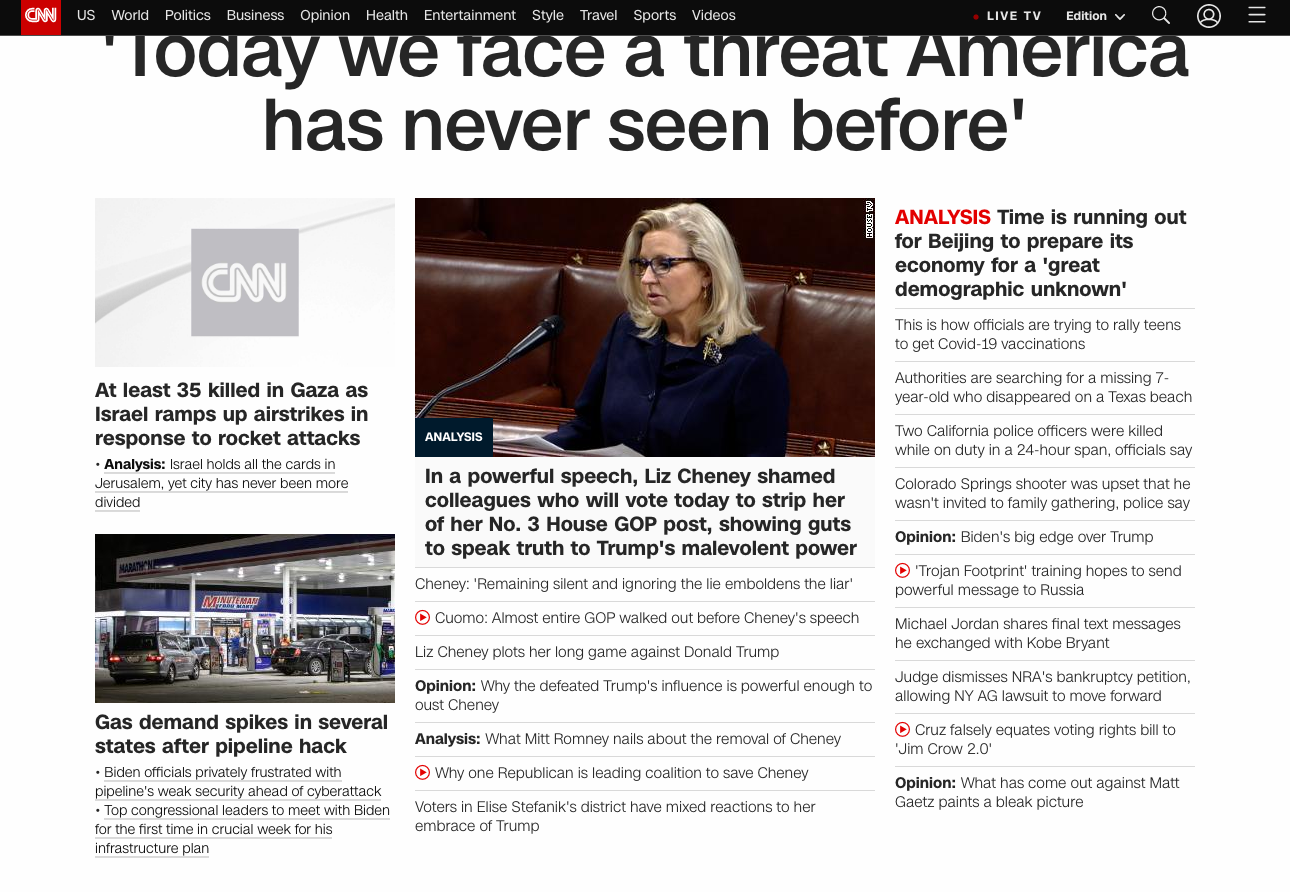 CNN US World Politics Business Opinion Health Entertainment Style Travel Sports Videos LIVE TV Edition
'Today we face a threat America
has never seen before'
CNN
At least 35 killed in Gaza as
Israel ramps up airstrikes in
response to rocket attacks
• Analysis: Israel holds all the cards in
Jerusalem, yet city has never been more
divided
MARATHON
MINUTEMAN
FOOD MART
Gas demand spikes in several
states after pipeline hack
• Biden officials privately frustrated with
pipeline's weak security ahead of cyberattack
• Top congressional leaders to meet with Biden
for the first time in crucial week for his
infrastructure plan
HOUSE TV
ANALYSIS
In a powerful speech, Liz Cheney shamed
colleagues who will vote today to strip her
of her No. 3 House GOP post, showing guts
to speak truth to Trump's malevolent power
Cheney: 'Remaining silent and ignoring the lie emboldens the liar'
Cuomo: Almost entire GOP walked out before Cheney's speech
Liz Cheney plots her long game against Donald Trump
Opinion: Why the defeated Trump's influence is powerful enough to
oust Cheney
Analysis: What Mitt Romney nails about the removal of Cheney
Why one Republican is leading coalition to save Cheney
Voters in Elise Stefanik's district have mixed reactions to her
embrace of Trump
ANALYSIS Time is running out
for Beijing to prepare its
economy for a 'great
demographic unknown'
This is how officials are trying to rally teens
to get Covid-19 vaccinations
Authorities are searching for a missing 7-
year-old who disappeared on a Texas beach
Two California police officers were killed
while on duty in a 24-hour span, officials say
Colorado Springs shooter was upset that he
wasn't invited to family gathering, police say
Opinion: Biden's big edge over Trump
'Trojan Footprint' training hopes to send
powerful message to Russia
Michael Jordan shares final text messages
he exchanged with Kobe Bryant
Judge dismisses NRA's bankruptcy petition,
allowing NY AG lawsuit to move forward
Cruz falsely equates voting rights bill to
'Jim Crow 2.0'
Opinion: What has come out against Matt
Gaetz paints a bleak picture